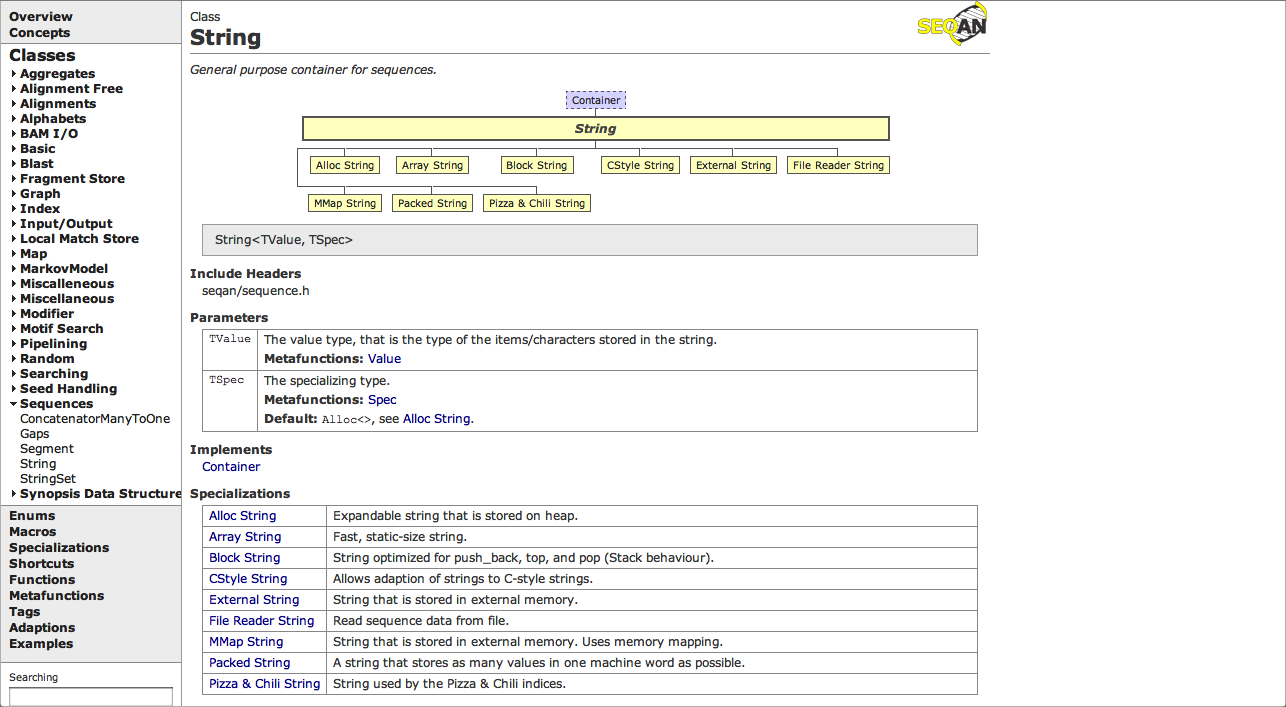 Overview
Concepts
Classes
Aggregates
Alignment Free
Alignments
Alphabets
BAM I/O
Basic
Blast
Fragment Store
Graph
Index
Input/Output
Local Match Store
Map
MarkovModel
Miscalleneous
Miscellaneous
Modifier
Motif Search
Pipelining
Random
Searching
Seed Handling
Sequences
ConcatenatorManyToOne
Gaps
Segment
String
StringSet
Synopsis Data Structure
Enums
Macros
Specializations
Shortcuts
Functions
Metafunctions
Tags
Adaptions
Examples
Searching
Class
String
SEQAN
General purpose container for sequences.
Container
String
Alloc String Array String Block String CStyle String External String File Reader String
MMap String Packed String Pizza & Chili String
String<TValue, TSpec>
Include Headers
seqan/sequence.h
Parameters
TValue The value type, that is the type of the items/characters stored in the string.
Metafunctions: Value
TSpec The specializing type.
Metafunctions: Spec
Default: Alloc<>, see Alloc String.
Implements
Container
Specializations
Alloc String Expandable string that is stored on heap.
Array String Fast, static-size string.
Block String String optimized for push_back, top, and pop (Stack behaviour).
CStyle String Allows adaption of strings to C-style strings.
External String String that is stored in external memory.
File Reader String Read sequence data from file.
MMap String String that is stored in external memory. Uses memory mapping.
Packed String A string that stores as many values in one machine word as possible.
Pizza & Chili String String used by the Pizza & Chili indices.